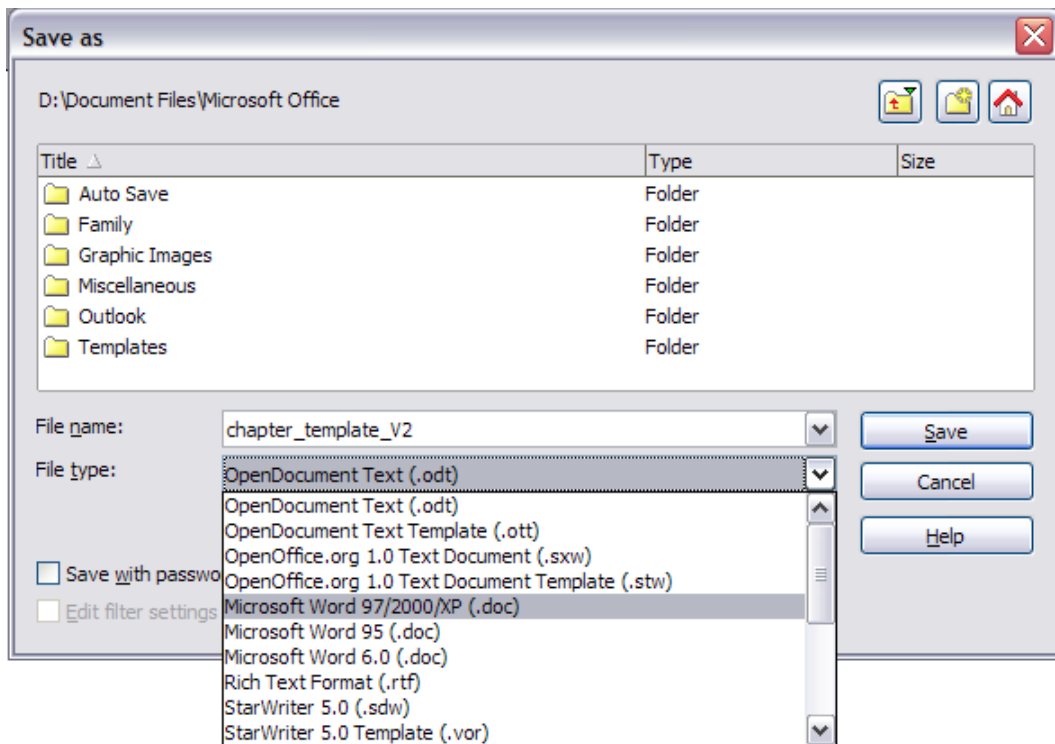 Save as
D:\Document Files\Microsoft Office
Title Type Size
Auto Save Folder
Family Folder
Graphic Images Folder
Miscellaneous Folder
Outlook Folder
Templates Folder
File name: chapter_template_V2 Save
File type: OpenDocument Text (.odt) Cancel
OpenDocument Text (.odt)
OpenDocument Text Template (.ott) Help
OpenOffice.org 1.0 Text Document (.sxw)
Save with passwo OpenOffice.org 1.0 Text Document Template (.stw)
Edit filter settings Microsoft Word 97/2000/XP (.doc)
Microsoft Word 95 (.doc)
Microsoft Word 6.0 (.doc)
Rich Text Format (.rtf)
StarWriter 5.0 (.sdw)
StarWriter 5.0 Template (.vor)